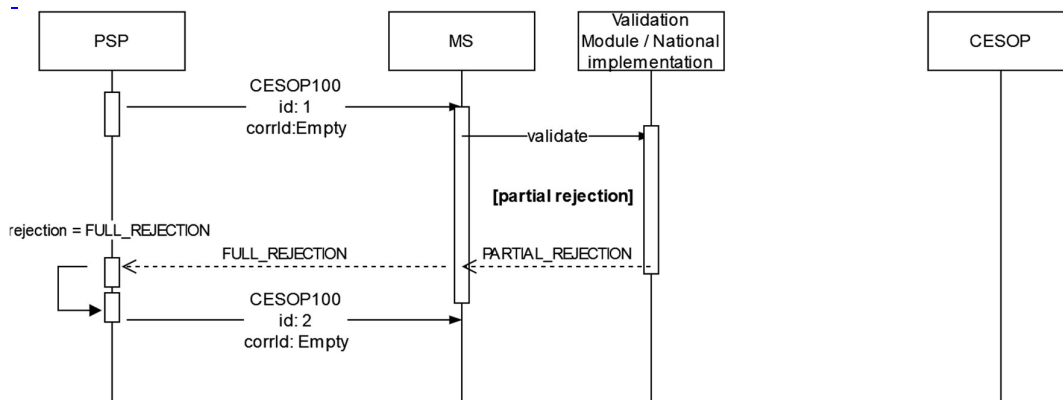 PSP
MS
Validation
Module / National
implementation
CESOP
CESOP100
id: 1
corrId:Empty
validate
[partial rejection]
rejection = FULL_REJECTION
FULL_REJECTION
PARTIAL_REJECTION
CESOP100
id: 2
corrId: Empty